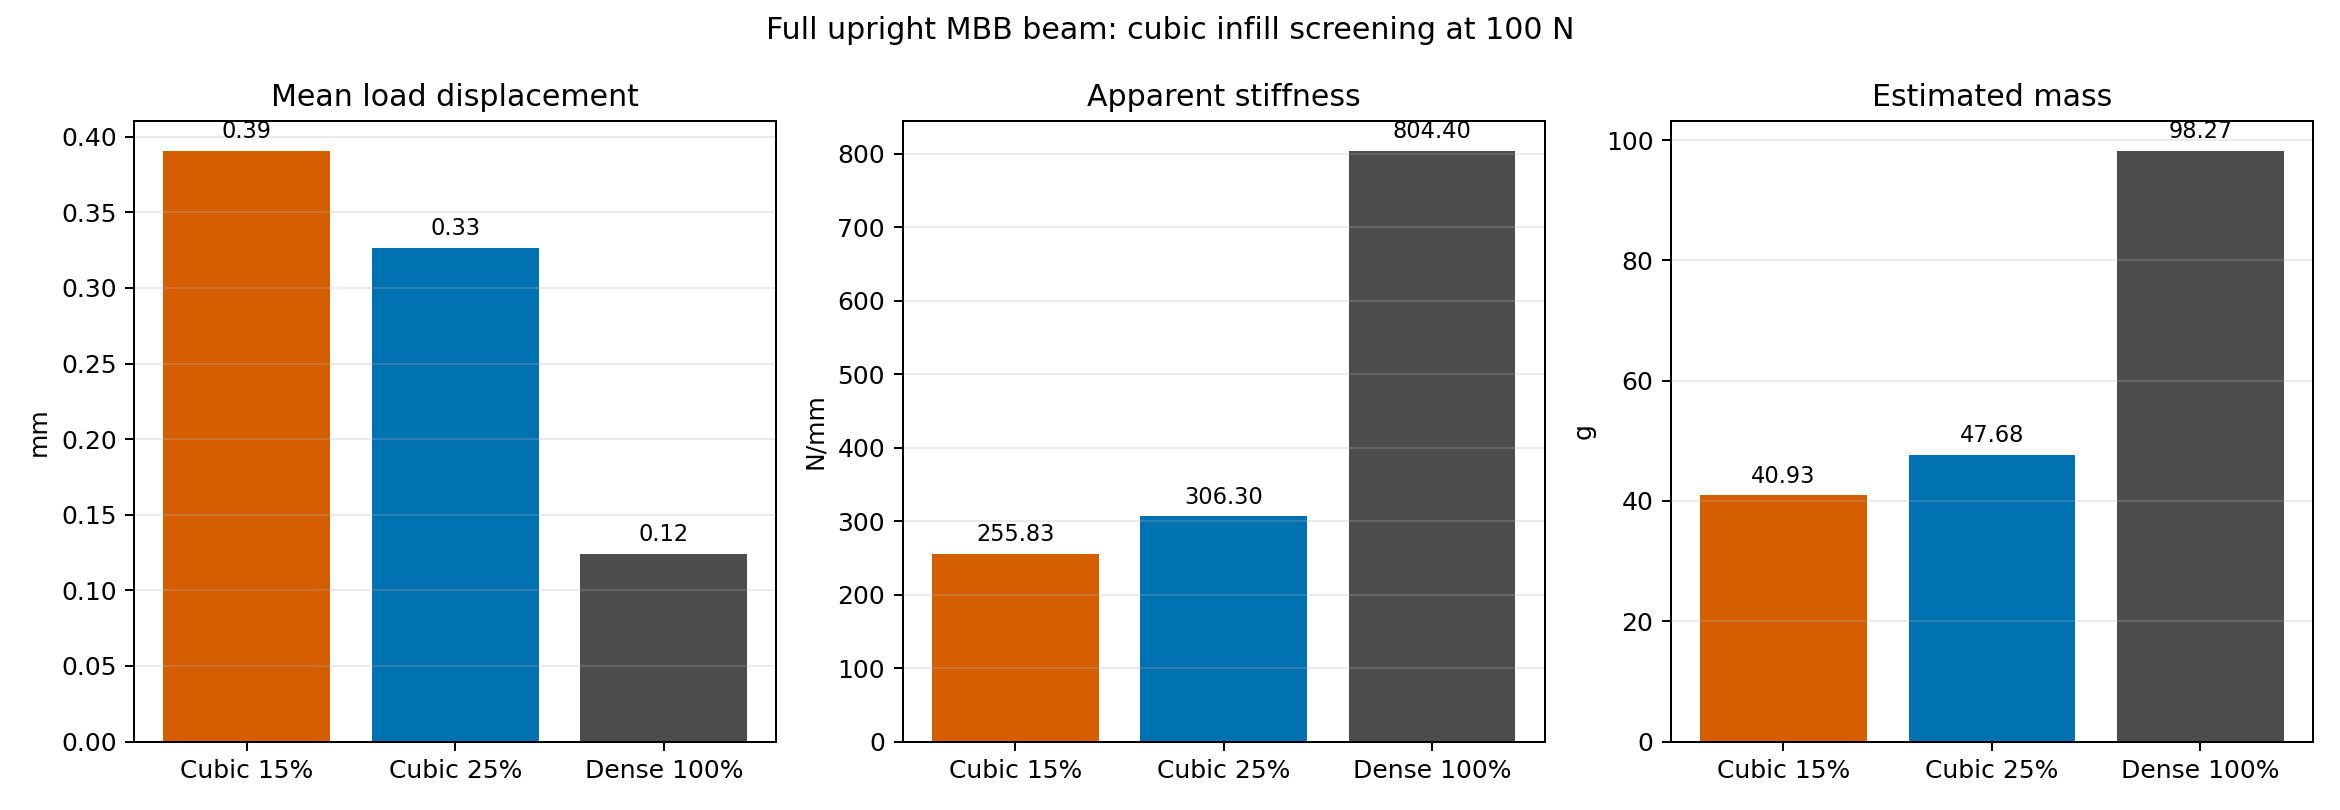 Full upright MBB beam: cubic infill screening at 100 N
Mean load displacement
mm
0.40
0.35
0.30
0.25
0.20
0.15
0.10
0.05
0.00
0.39
0.33
0.12
Cubic 15%
Cubic 25%
Dense 100%
Apparent stiffness
N/mm
800
700
600
500
400
300
200
100
0
255.83
306.30
804.40
Cubic 15%
Cubic 25%
Dense 100%
Estimated mass
g
100
80
60
40
20
0
40.93
47.68
98.27
Cubic 15%
Cubic 25%
Dense 100%